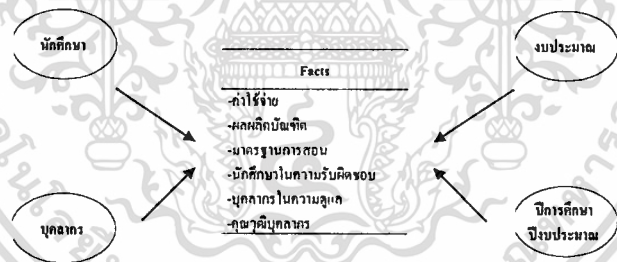 นักศึกษา
งบประมาณ
Facts
-ค่าใช้จ่าย
-ผลผลิตบัณฑิต
-มาตรฐานการสอน
-นักศึกษาในความรับผิดชอบ
-บุคลากรในความดูแล
-คุณวุฒิบุคลากร
บุคลากร
ปีการศึกษา
ปีงบประมาณ